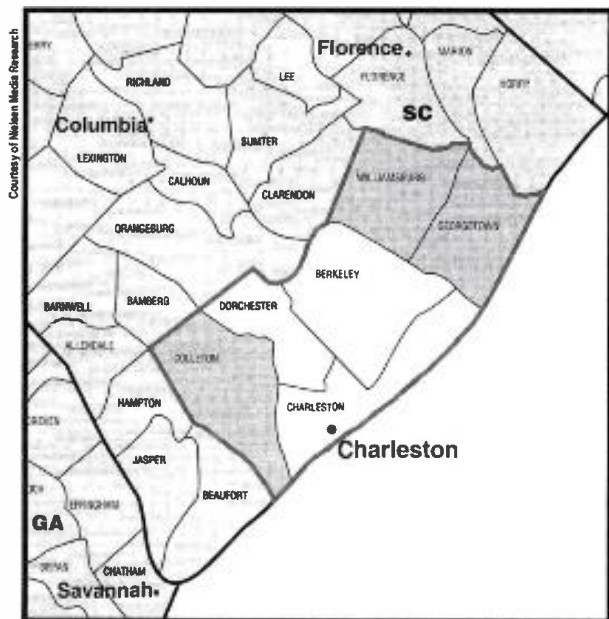 Courtesy of Nielsen Media Research
Florence
MARION
LEE
FLORENCE
HORRY
RICHLAND
SC
Columbia
SUMTER
LEXINGTON
CALHOUN
WILLIAMSBURG
CLARENDON
GEORGETOWN
ORANGEBURG
BERKELEY
BAMBERG
DORCHESTER
BARNWELL
ALLENDALE
COLLETON
HAMPTON
CHARLESTON
Charleston
JASPER
BEAUFORT
EFFINGHAM
GA
CHATHAM
Savannah